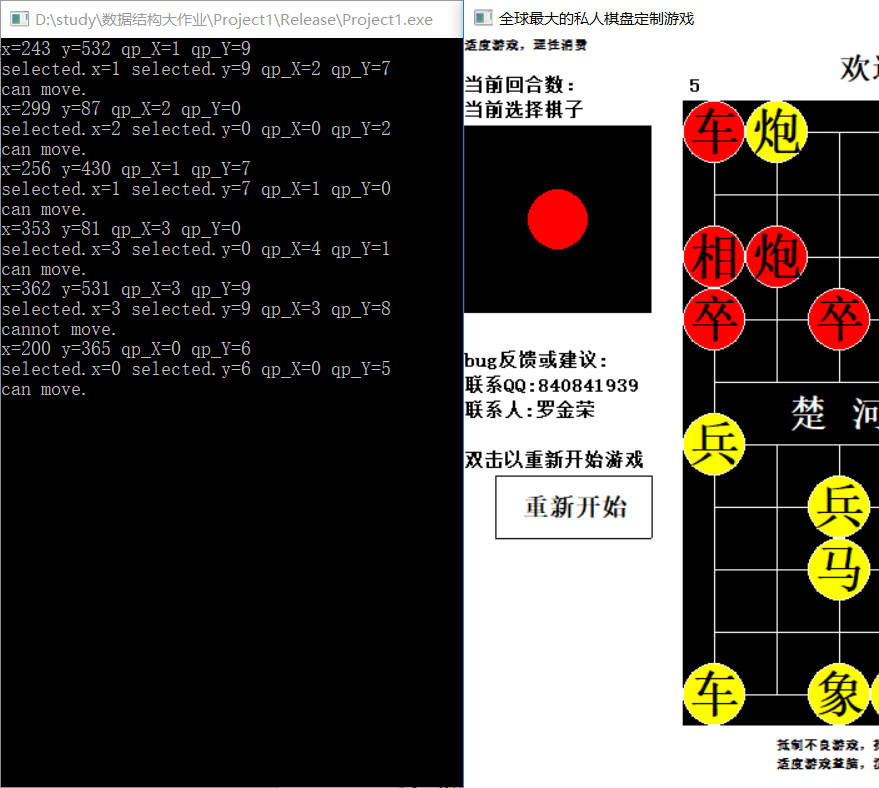 D:\study\数据结构大作业\Project1\Release\Project1.exe
x=243 y=532 qp_X=1 qp_Y=9
selected.x=1 selected.y=9 qp_X=2 qp_Y=7
can move.
x=299 y=87 qp_X=2 qp_Y=0
selected.x=2 selected.y=0 qp_X=0 qp_Y=2
can move.
x=256 y=430 qp_X=1 qp_Y=7
selected.x=1 selected.y=7 qp_X=1 qp_Y=0
can move.
x=353 y=81 qp_X=3 qp_Y=0
selected.x=3 selected.y=0 qp_X=4 qp_Y=1
can move.
x=362 y=531 qp_X=3 qp_Y=9
selected.x=3 selected.y=9 qp_X=3 qp_Y=8
cannot move.
x=200 y=365 qp_X=0 qp_Y=6
selected.x=0 selected.y=6 qp_X=0 qp_Y=5
can move.
全球最大的私人棋盘定制游戏
适度游戏，理性消费
当前回合数：
当前选择棋子
bug反馈或建议：
联系QQ:840841939
联系人:罗金荣
双击以重新开始游戏
重新开始
欢
5
车 炮
相 炮
卒 卒
楚 河
兵
兵
马
车 象
抵制不良游戏，
适度游戏益脑，